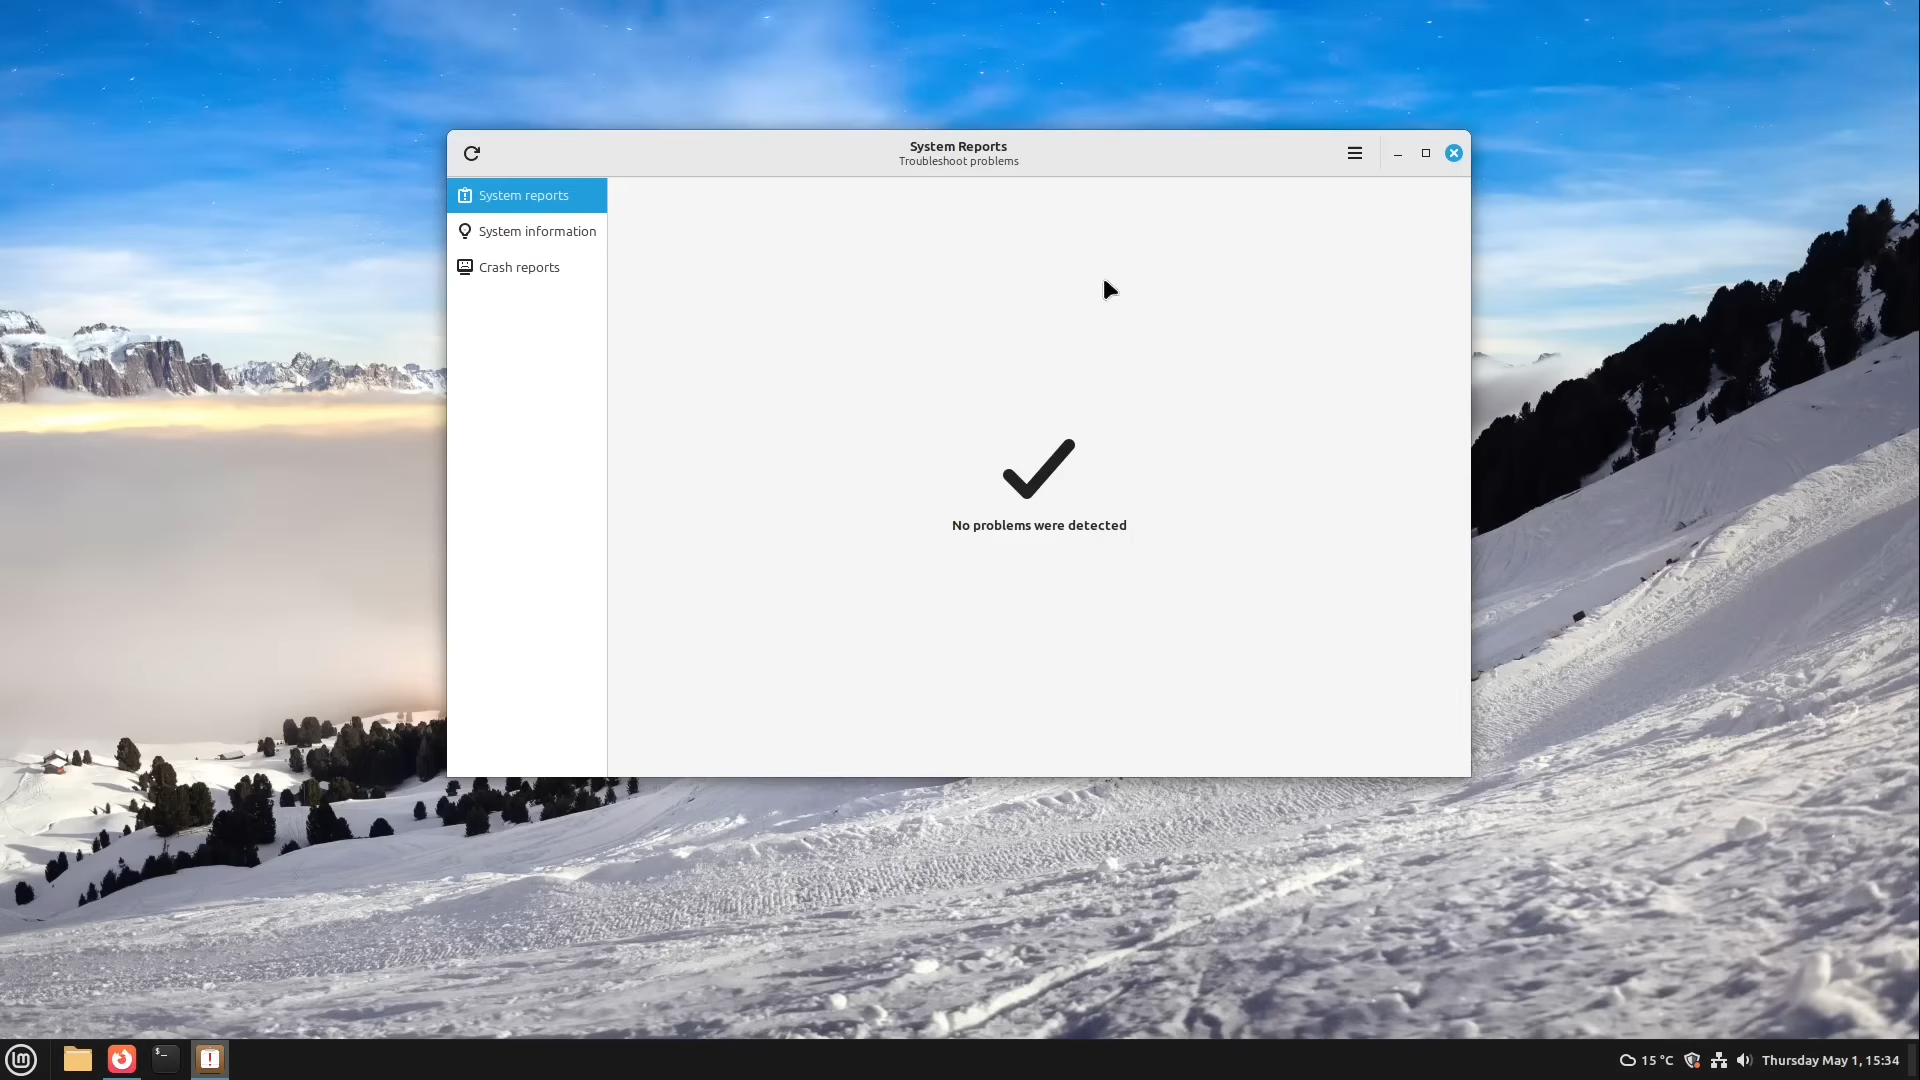 System Reports
Troubleshoot problems
System reports
System information
Crash reports
No problems were detected
15 °C
Thursday May 1, 15:34